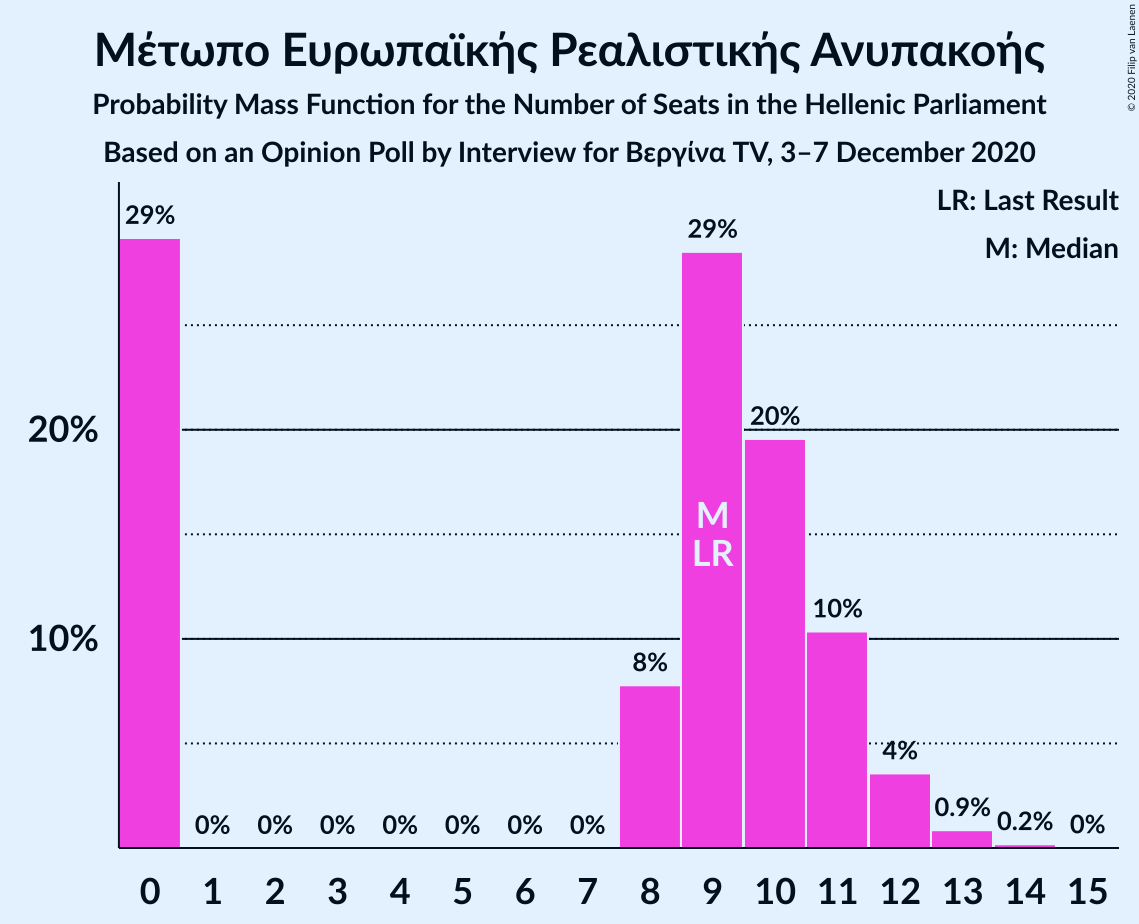 Μέτωπο Ευρωπαϊκής Ρεαλιστικής Ανυπακοής
Probability Mass Function for the Number of Seats in the Hellenic Parliament
Based on an Opinion Poll by Interview for Βεργίνα TV, 3–7 December 2020
© 2020 Filip van Laenen
LR: Last Result
M: Median
29%
29%
20%
20%
M
LR
10%
10%
8%
4%
0% 0% 0% 0% 0% 0% 0% 0.9% 0.2% 0%
0 1 2 3 4 5 6 7 8 9 10 11 12 13 14 15